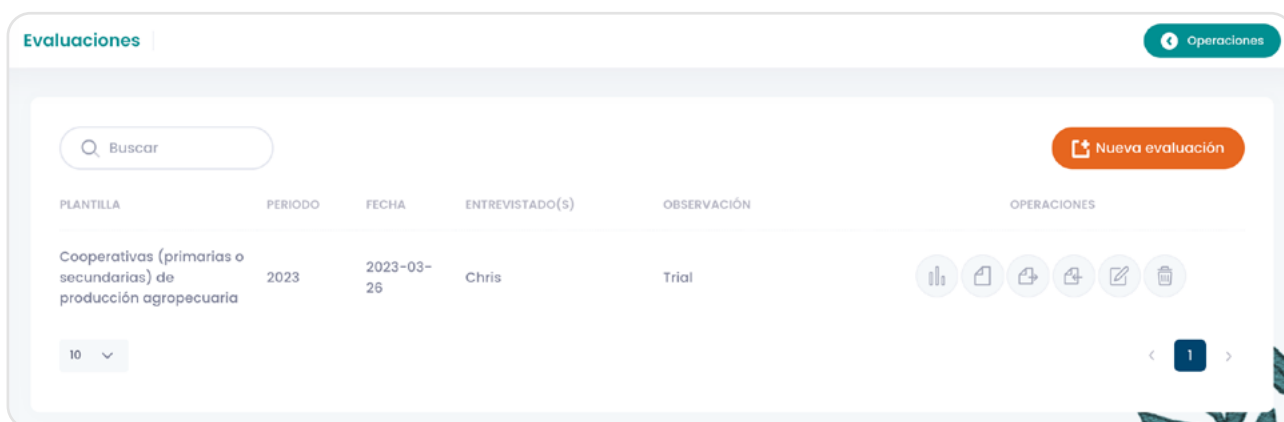 Evaluaciones
Operaciones
Buscar
Nueva evaluación
PLANTILLA PERIODO FECHA ENTREVISTADO(S) OBSERVACIÓN OPERACIONES
Cooperativas (primarias o
secundarias) de
producción agropecuaria
2023
2023-03-
26
Chris
Trial
10
1